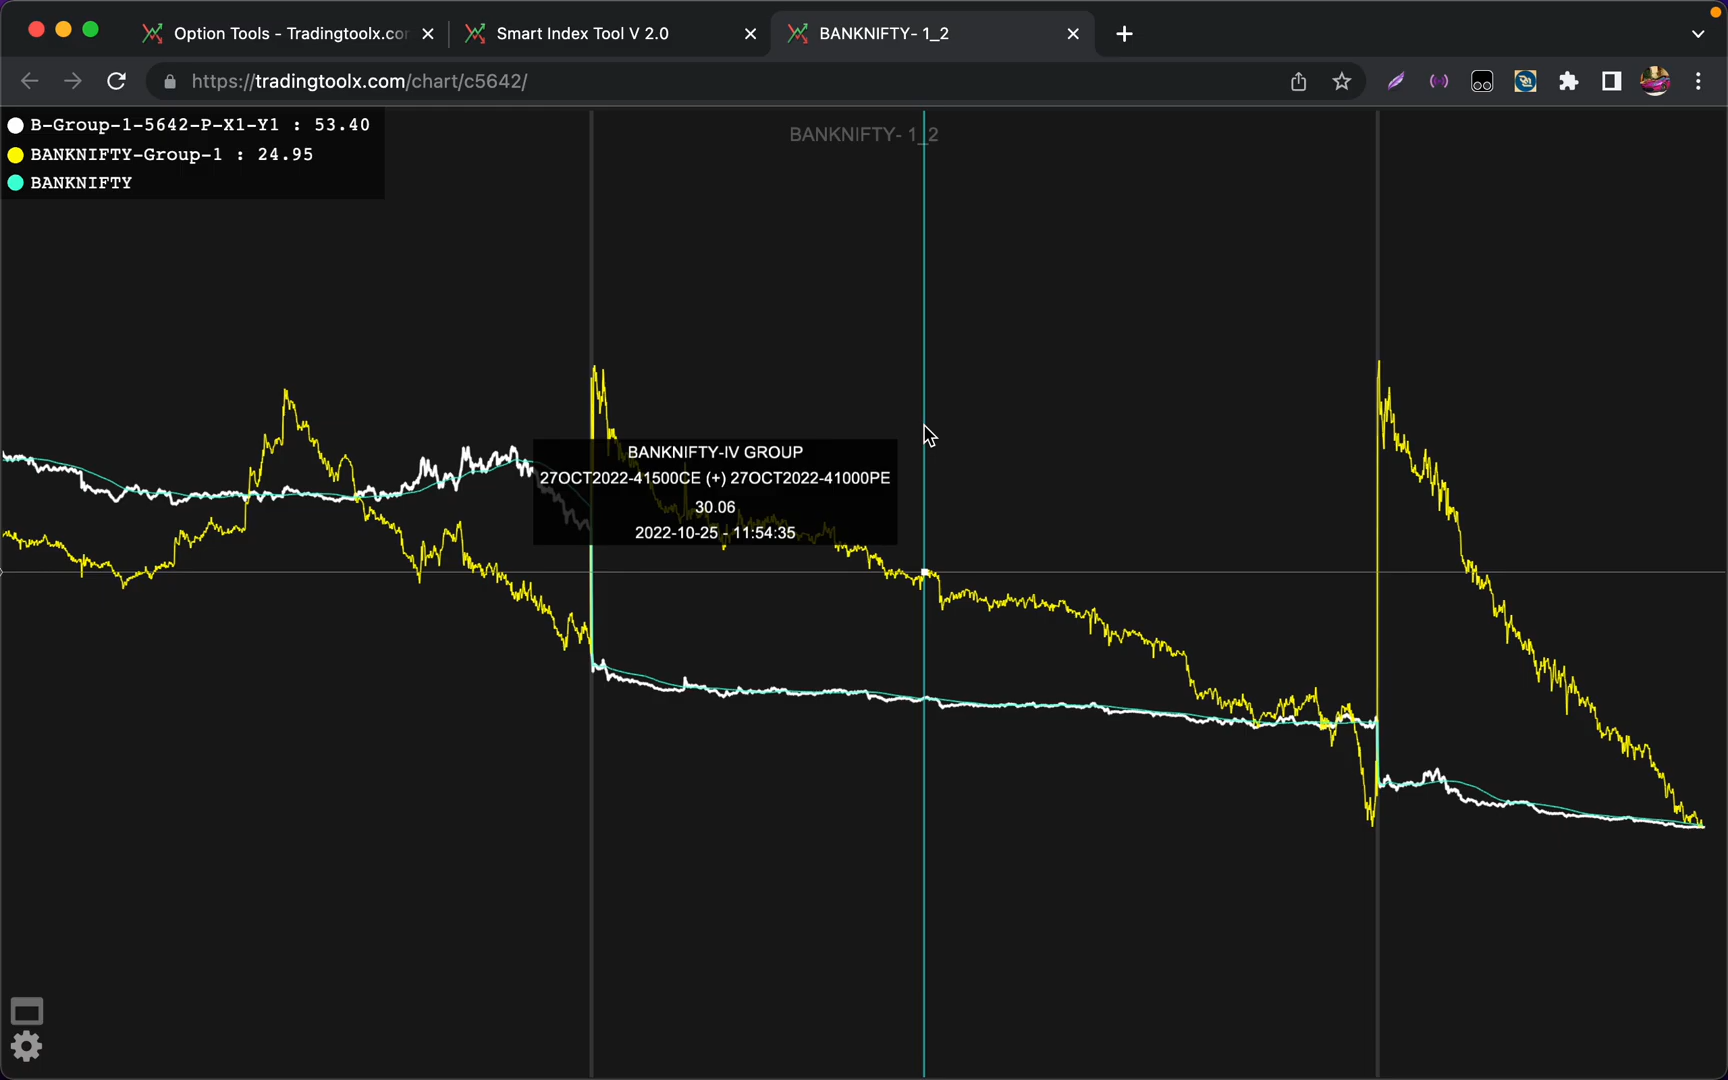 Option Tools - Tradingtoolx.co
Smart Index Tool V 2.0
BANKNIFTY- 1_2
https://tradingtoolx.com/chart/c5642/
B-Group-1-5642-P-X1-Y1 : 53.40
BANKNIFTY- 1_2
BANKNIFTY-Group-1 : 24.95
BANKNIFTY
BANKNIFTY-IV GROUP
27OCT2022-41500CE (+) 27OCT2022-41000PE
30.06
2022-10-25 - 11:54:35